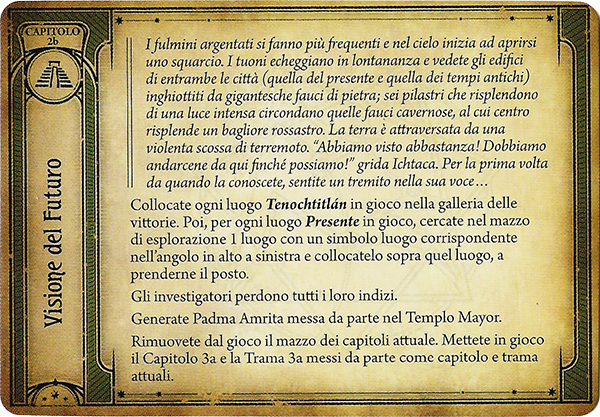 CAPITOLO
2b
Visione del Futuro
I fulmini argentati si fanno più frequenti e nel cielo inizia ad aprirsi
uno squarcio. I tuoni echeggiano in lontananza e vedete gli edifici
di entrambe le città (quella del presente e quella dei tempi antichi)
inghiottiti da gigantesche fauci di pietra; sei pilastri che risplendono
di una luce intensa circondano quelle fauci cavernose, al cui centro
risplende un bagliore rossastro. La terra è attraversata da una
violenta scossa di terremoto. “Abbiamo visto abbastanza! Dobbiamo
andarcene da qui finché possiamo!” grida Ichtaca. Per la prima volta
da quando la conoscete, sentite un tremito nella sua voce…
Collocate ogni luogo Tenochtitlán in gioco nella galleria delle
vittorie. Poi, per ogni luogo Presente in gioco, cercate nel mazzo
di esplorazione 1 luogo con un simbolo luogo corrispondente
nell’angolo in alto a sinistra e collocatelo sopra quel luogo, a
prenderne il posto.
Gli investigatori perdono tutti i loro indizi.
Generate Padma Amrita messa da parte nel Templo Mayor.
Rimuovete dal gioco il mazzo dei capitoli attuale. Mettete in gioco
il Capitolo 3a e la Trama 3a messi da parte come capitolo e trama
attuali.